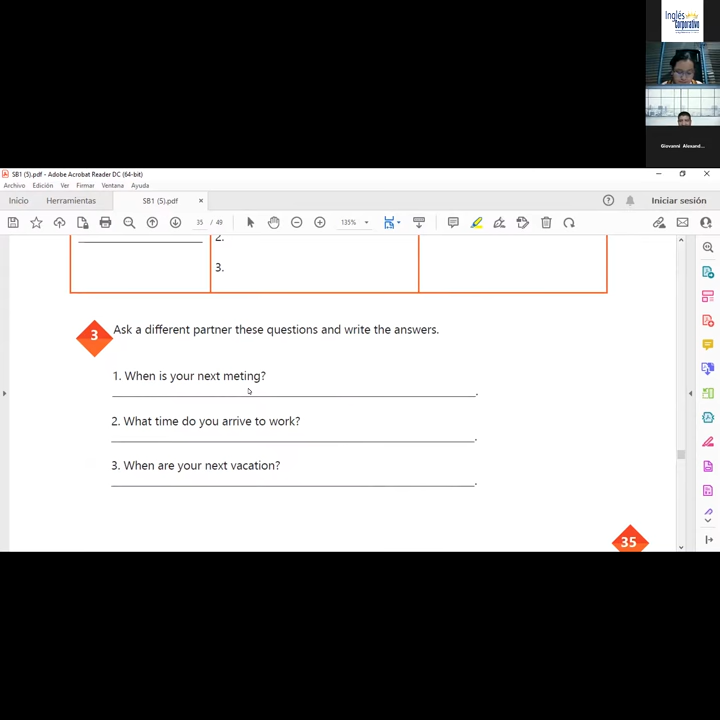 Inglés
Corporativo
Giovanni Alexand...
SB1 (5).pdf - Adobe Acrobat Reader DC (64-bit)
Archivo Edición Ver Firmar Ventana Ayuda
Inicio Herramientas SB1 (5).pdf × Iniciar sesión
35 / 49 135%
2.
3.
3 Ask a different partner these questions and write the answers.
1. When is your next meting?
2. What time do you arrive to work?
3. When are your next vacation?
35